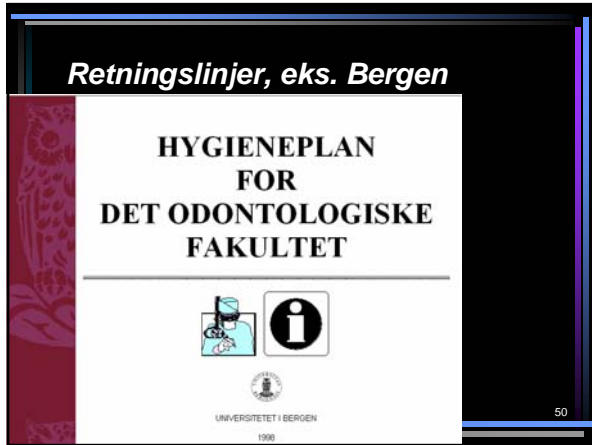 Retningslinjer, eks. Bergen
HYGIENEPLAN
FOR
DET ODONTOLOGISKE
FAKULTET
UNIVERSITETET I BERGEN
1998
50